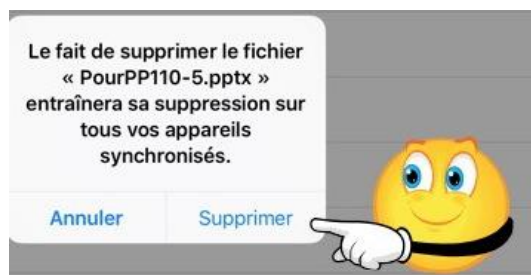 Le fait de supprimer le fichier
« PourPP110-5.pptx »
entraînera sa suppression sur
tous vos appareils
synchronisés.
Annuler Supprimer